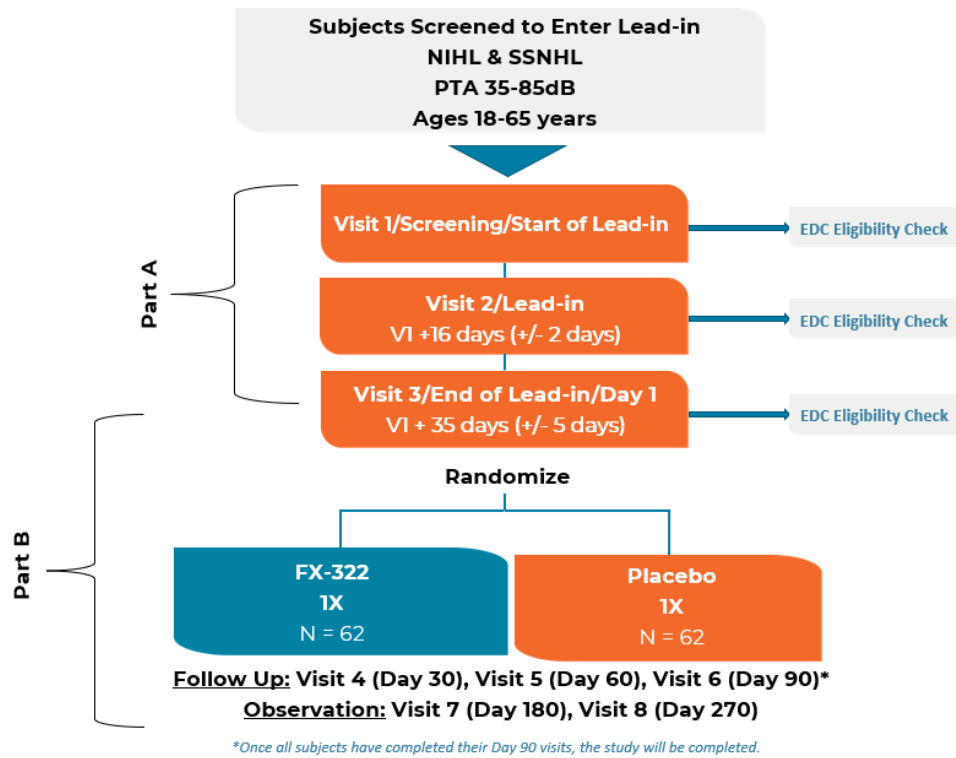 Subjects Screened to Enter Lead-in
NIHL & SSNHL
PTA 35-85dB
Ages 18-65 years
Part A
Visit 1/Screening/Start of Lead-in
EDC Eligibility Check
Visit 2/Lead-in
V1 +16 days (+/- 2 days)
EDC Eligibility Check
Visit 3/End of Lead-in/Day 1
V1 + 35 days (+/- 5 days)
EDC Eligibility Check
Part B
Randomize
FX-322
1X
N = 62
Placebo
1X
N = 62
Follow Up: Visit 4 (Day 30), Visit 5 (Day 60), Visit 6 (Day 90)*
Observation: Visit 7 (Day 180), Visit 8 (Day 270)
*Once all subjects have completed their Day 90 visits, the study will be completed.